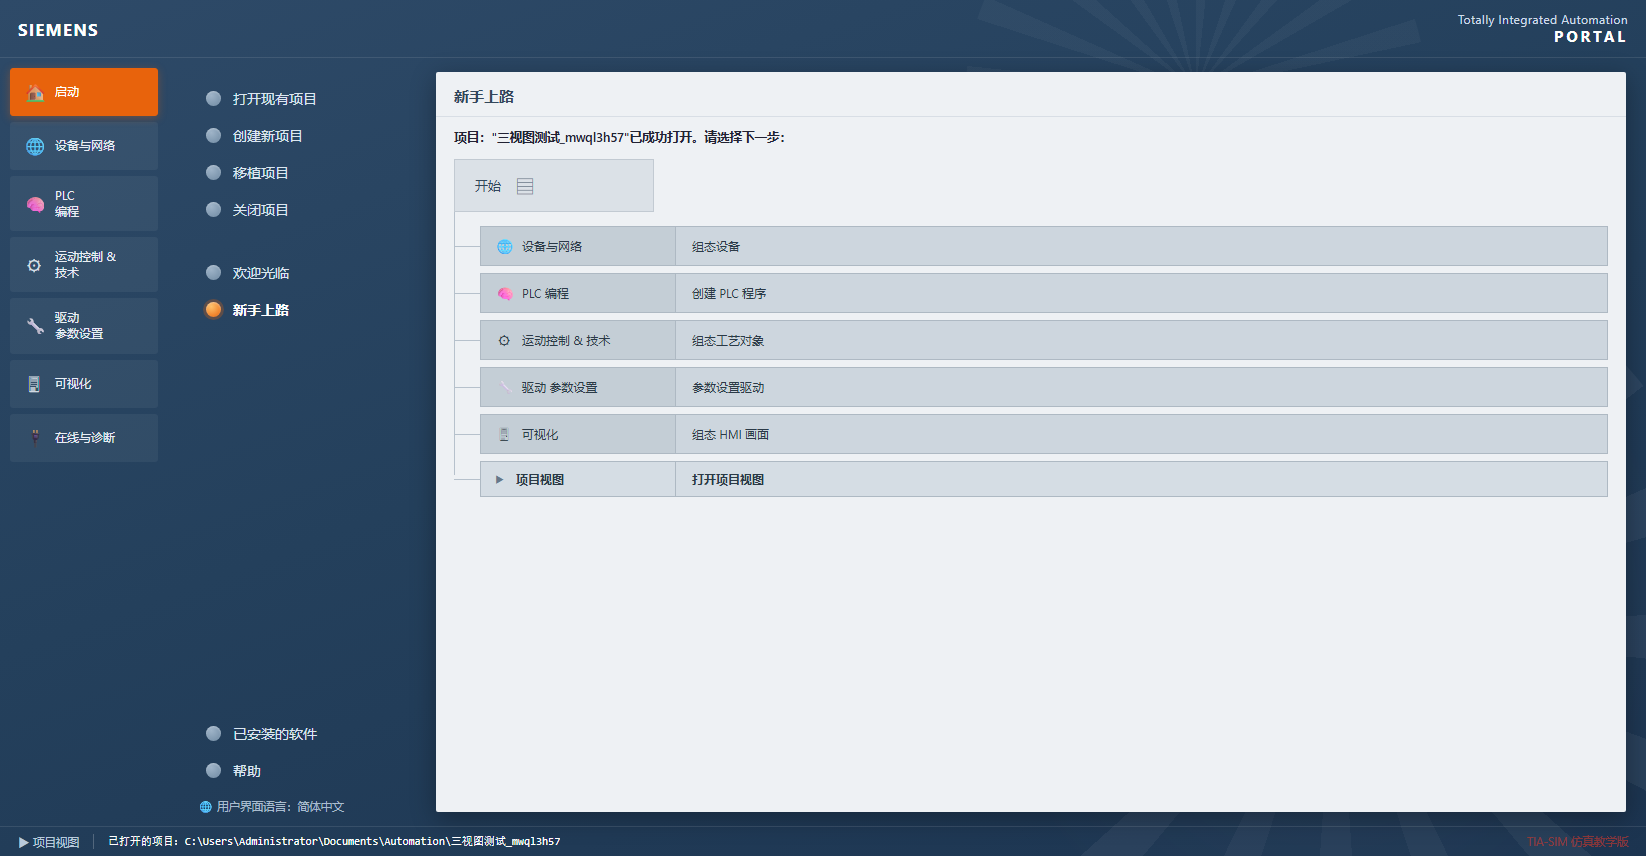 SIEMENS
Totally Integrated Automation
PORTAL
启动
设备与网络
PLC
编程
运动控制 &
技术
驱动
参数设置
可视化
在线与诊断
打开现有项目
创建新项目
移植项目
关闭项目
欢迎光临
新手上路
已安装的软件
帮助
用户界面语言：简体中文
新手上路
项目："三视图测试_mwql3h57"已成功打开。请选择下一步：
开始
设备与网络 组态设备
PLC 编程 创建 PLC 程序
运动控制 & 技术 组态工艺对象
驱动 参数设置 参数设置驱动
可视化 组态 HMI 画面
▶ 项目视图 打开项目视图
▶ 项目视图
已打开的项目：C:\Users\Administrator\Documents\Automation\三视图测试_mwql3h57
TIA-SIM 仿真教学版